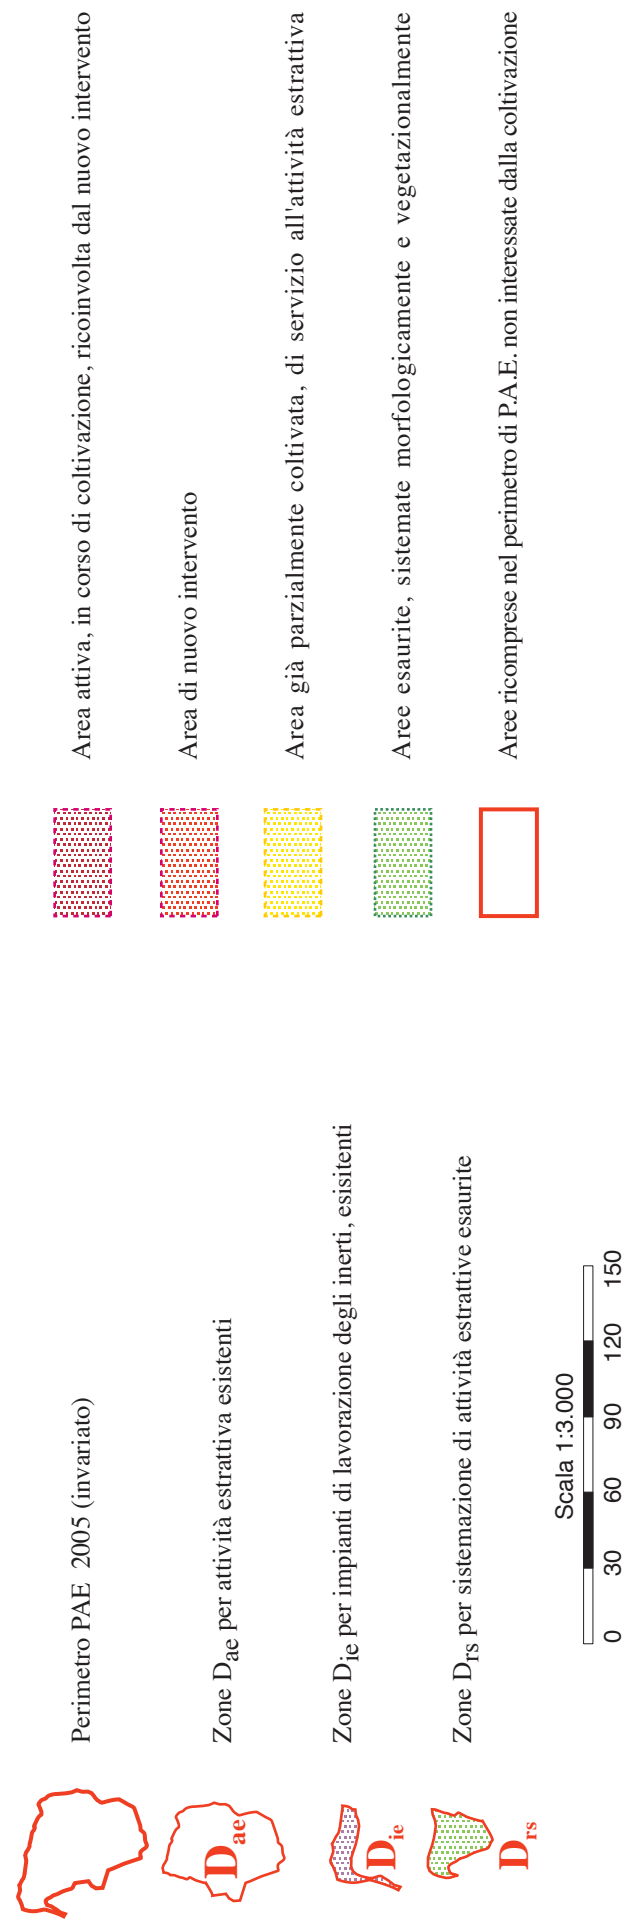 Perimetro PAE 2005 (invariato)
Dae
Zone Dae per attività estrattiva esistenti
Die
Zone Die per impianti di lavorazione degli inerti, esisitenti
Drs
Zone Drs per sistemazione di attività estrattive esaurite
Scala 1:3.000
0 30 60 90 120 150
Area attiva, in corso di coltivazione, ricoinvolta dal nuovo intervento
Area di nuovo intervento
Area già parzialmente coltivata, di servizio all'attività estrattiva
Aree esaurite, sistemate morfologicamente e vegetazionalmente
Aree ricomprese nel perimetro di P.A.E. non interessate dalla coltivazione